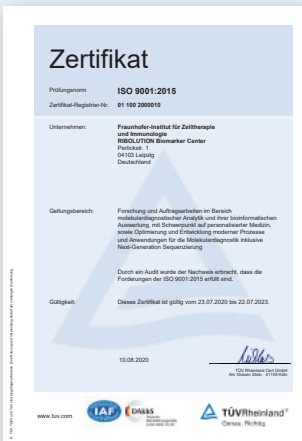 Zertifikat
Prüfungsnorm ISO 9001:2015
Zertifikat-Registrier-Nr. 01 100 2000010
Unternehmen: Fraunhofer-Institut für Zelltherapie
und Immunologie
RIBOLUTION Biomarker Center
Perlickstr. 1
04103 Leipzig
Deutschland
Geltungsbereich: Forschung und Auftragsarbeiten im Bereich
molekulardiagnostischer Analytik und ihrer bioinformatischen
Auswertung, mit Schwerpunkt auf personalisierter Medizin,
sowie Optimierung und Entwicklung moderner Prozesse
und Anwendungen für die Molekulardiagnostik inklusive
Next-Generation Sequenzierung
Durch ein Audit wurde der Nachweis erbracht, dass die
Forderungen der ISO 9001:2015 erfüllt sind.
Gültigkeit: Dieses Zertifikat ist gültig vom 23.07.2020 bis 22.07.2023.
10.08.2020
TÜV Rheinland Cert GmbH
Am Grauen Stein · 51105 Köln
www.tuv.com
IAF
DAkkS
TÜVRheinland®
Genau. Richtig.